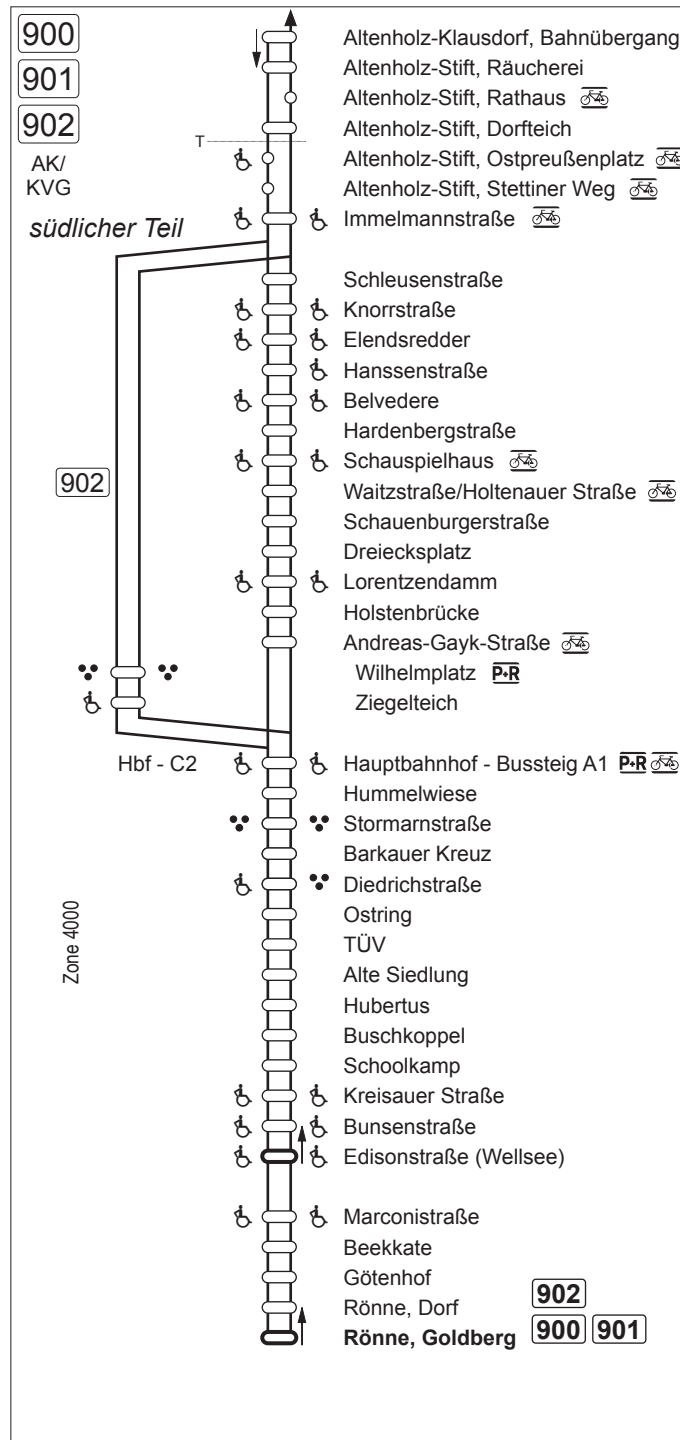 900
901
902
AK/
KVG
südlicher Teil
Altenholz-Klausdorf, Bahnübergang
Altenholz-Stift, Räucherei
Altenholz-Stift, Rathaus
Altenholz-Stift, Dorfteich
T
Altenholz-Stift, Ostpreußenplatz
Altenholz-Stift, Stettiner Weg
Immelmannstraße
Schleusenstraße
Knorrstraße
Elendsredder
Hanssenstraße
Belvedere
Hardenbergstraße
Schauspielhaus
902
Waitzstraße/Holtenauer Straße
Schauenburgerstraße
Dreiecksplatz
Lorentzendamm
Holstenbrücke
Andreas-Gayk-Straße
Wilhelmplatz P+R
Ziegelteich
Hbf - C2 Hauptbahnhof - Bussteig A1 P+R
Hummelwiese
Stormarnstraße
Barkauer Kreuz
Diedrichstraße
Ostring
Zone 4000
TÜV
Alte Siedlung
Hubertus
Buschkoppel
Schoolkamp
Kreisauer Straße
Bunsenstraße
Edisonstraße (Wellsee)
Marconistraße
Beekkate
Götenhof
Rönne, Dorf 902
Rönne, Goldberg 900 901